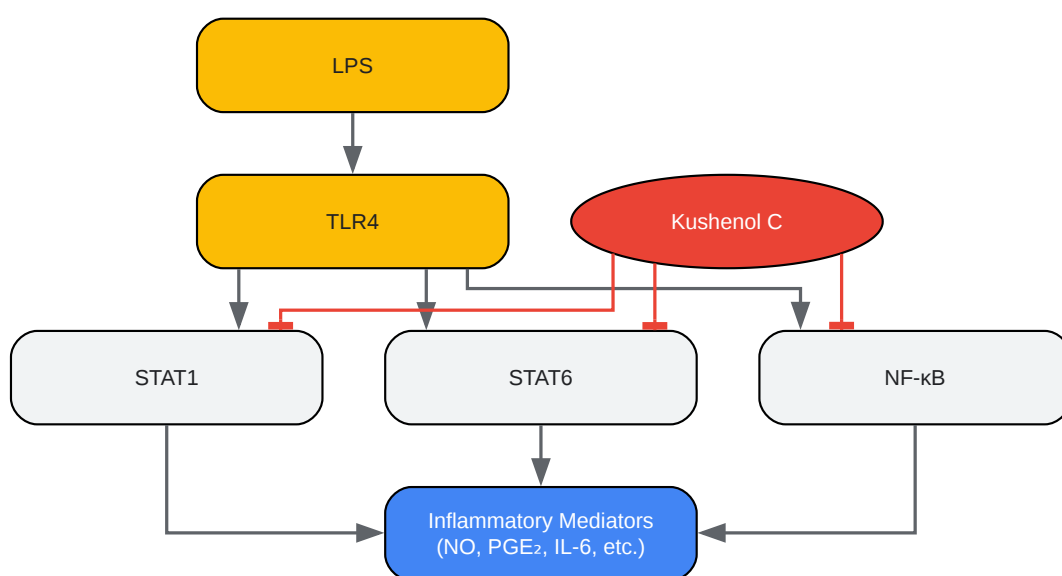 LPS
TLR4
Kushenol C
STAT1
STAT6
NF-κB
Inflammatory Mediators
(NO, PGE₂, IL-6, etc.)